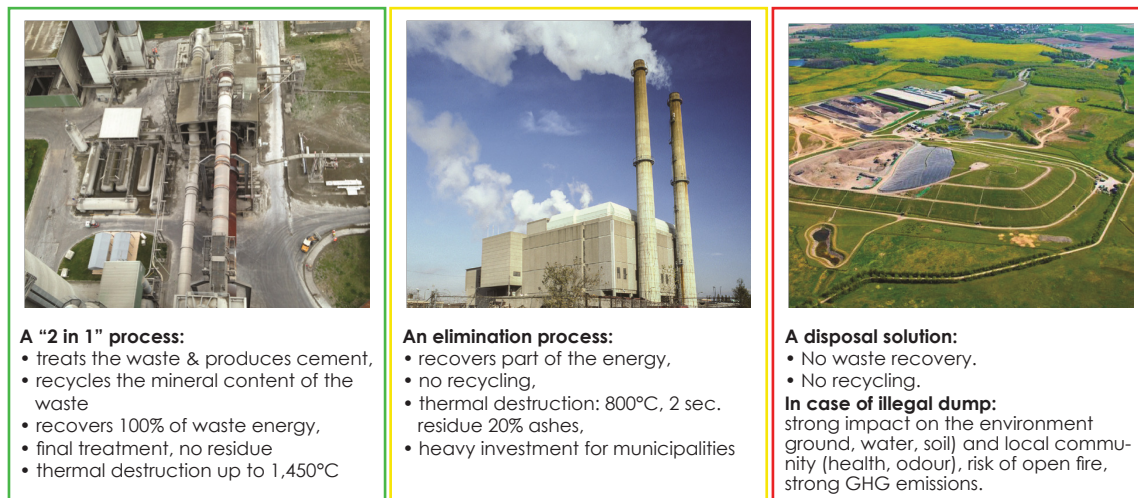 A “2 in 1” process:
• treats the waste & produces cement,
• recycles the mineral content of the
waste
• recovers 100% of waste energy,
• final treatment, no residue
• thermal destruction up to 1,450°C
An elimination process:
• recovers part of the energy,
• no recycling,
• thermal destruction: 800°C, 2 sec.
residue 20% ashes,
• heavy investment for municipalities
A disposal solution:
• No waste recovery.
• No recycling.
In case of illegal dump:
strong impact on the environment
ground, water, soil) and local commu-
nity (health, odour), risk of open fire,
strong GHG emissions.